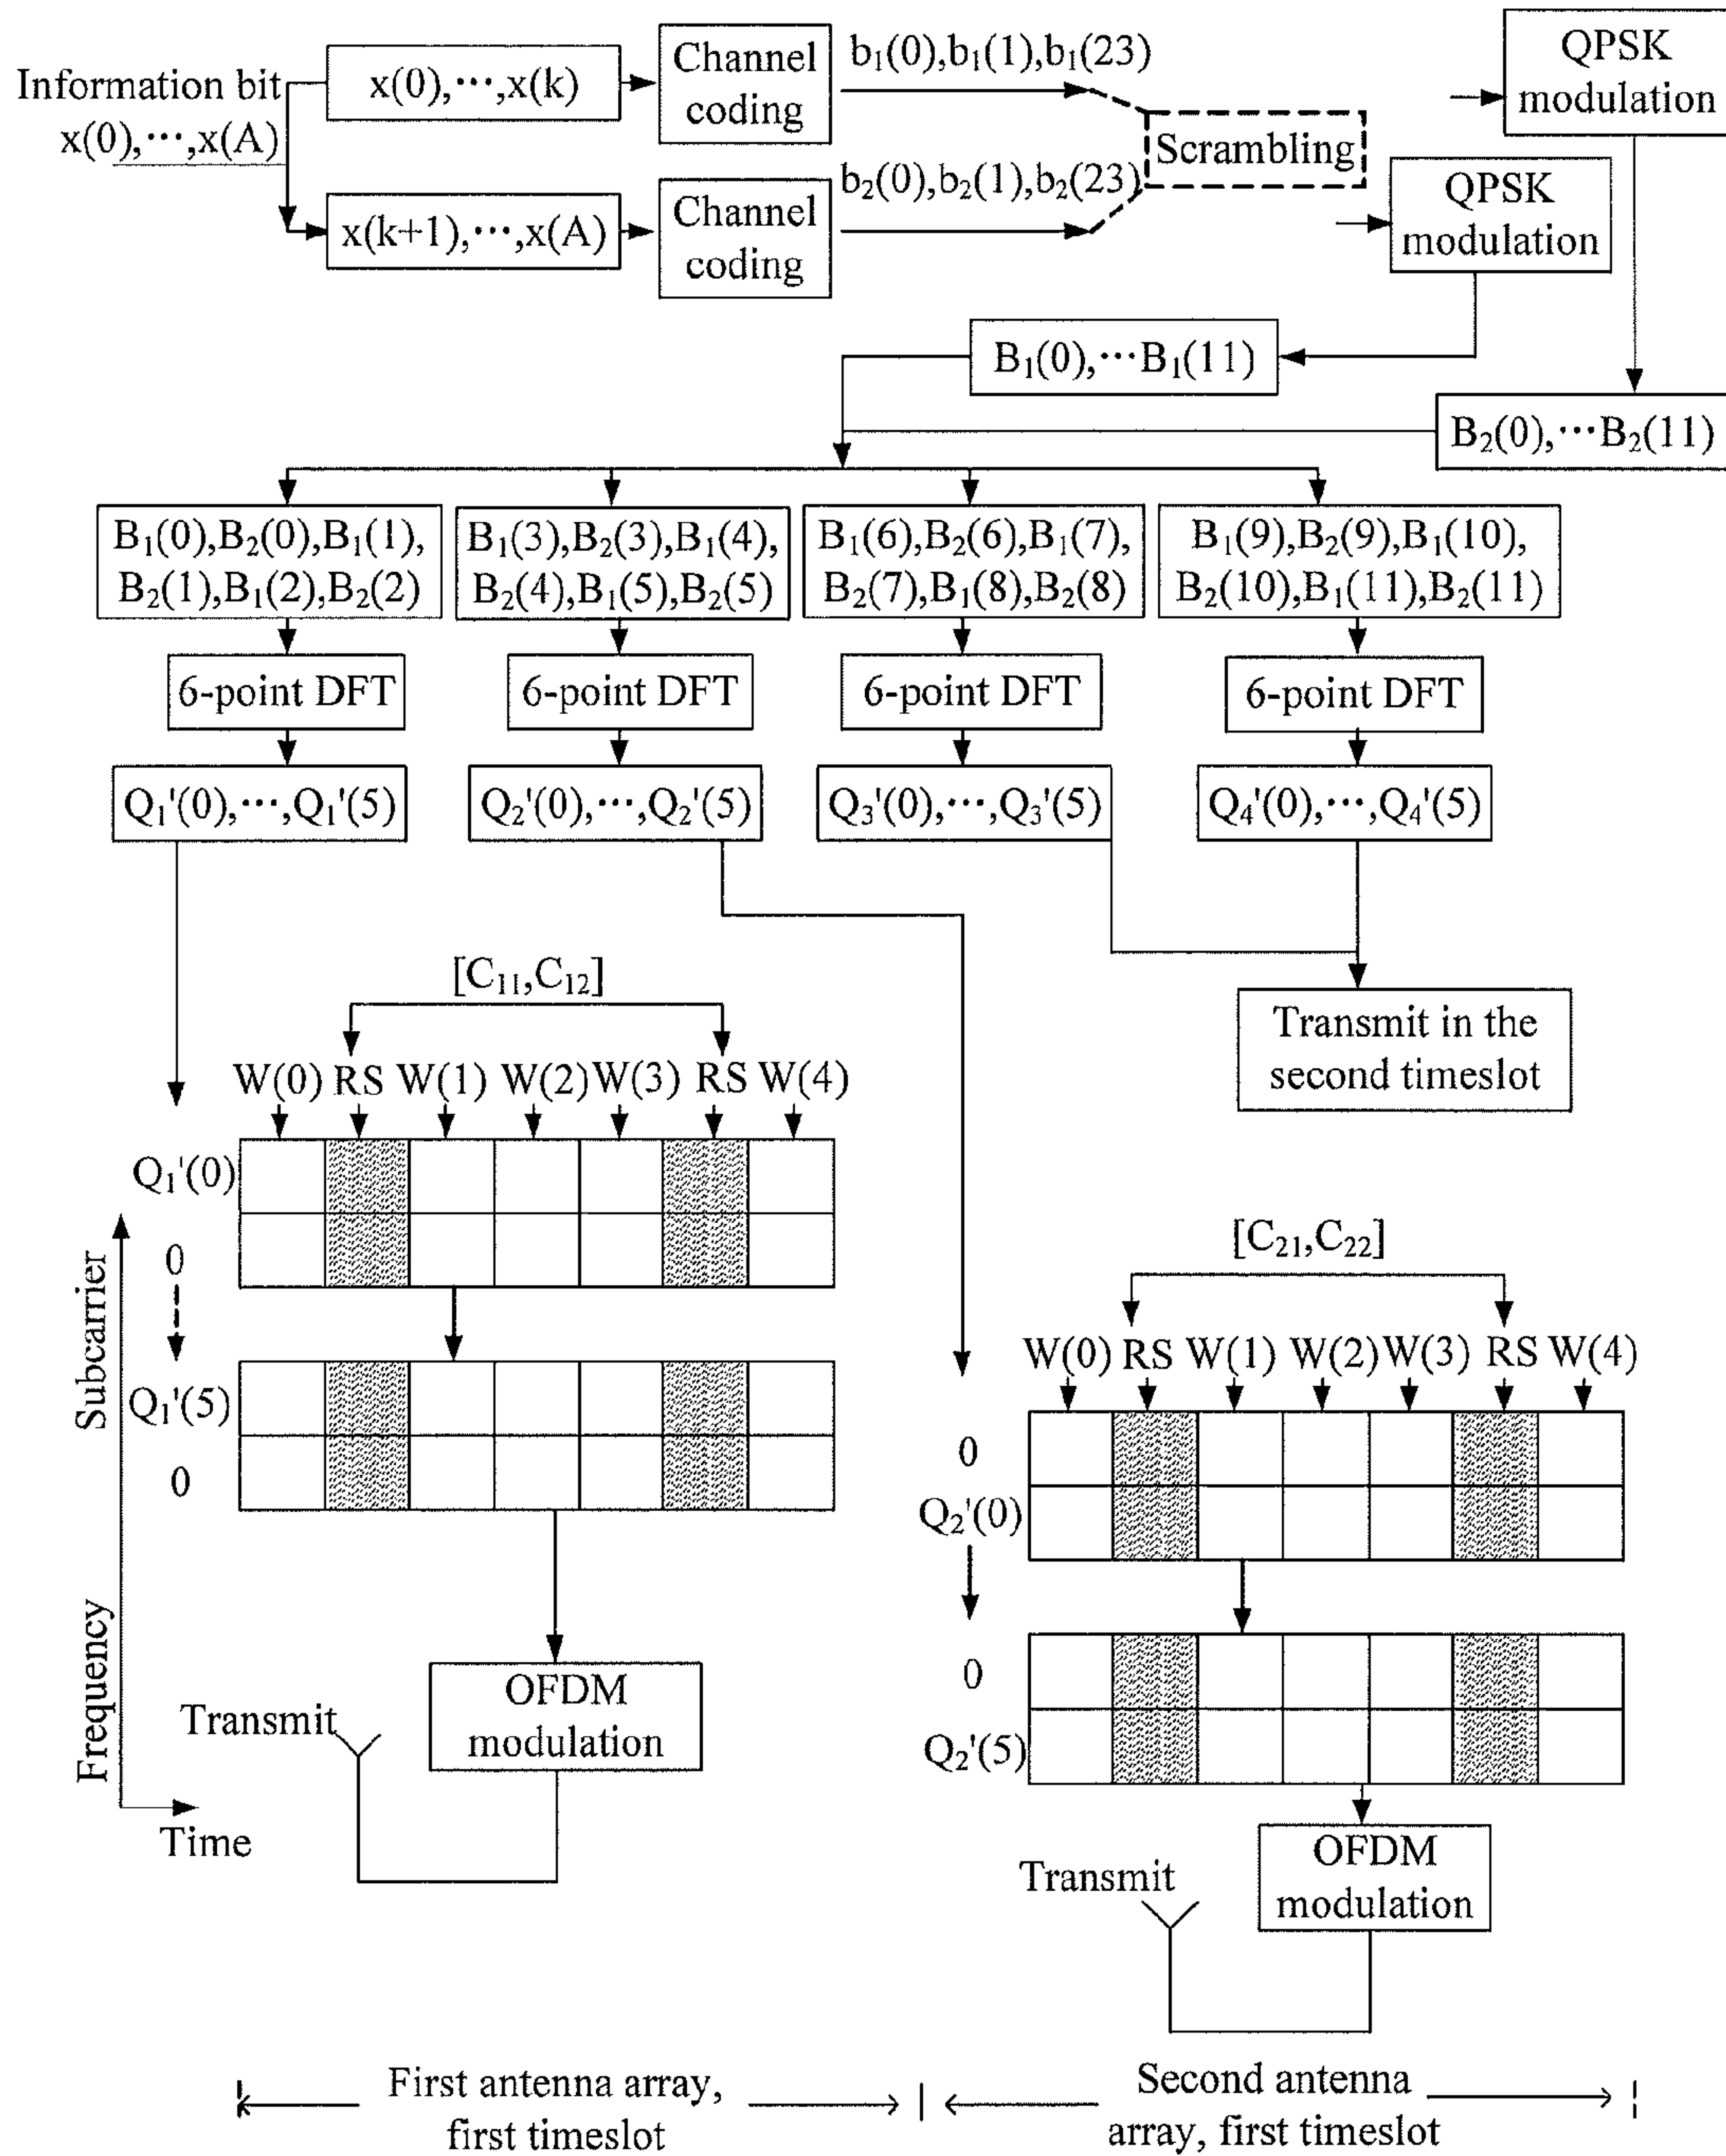 Information bit
x(0),⋯,x(A)
x(0),⋯,x(k)
Channel
coding
b₁(0),b₁(1),b₁(23)
QPSK
modulation
Scrambling
x(k+1),⋯,x(A)
Channel
coding
b₂(0),b₂(1),b₂(23)
QPSK
modulation
B₁(0),⋯B₁(11)
B₂(0),⋯B₂(11)
B₁(0),B₂(0),B₁(1),
B₂(1),B₁(2),B₂(2)
B₁(3),B₂(3),B₁(4),
B₂(4),B₁(5),B₂(5)
B₁(6),B₂(6),B₁(7),
B₂(7),B₁(8),B₂(8)
B₁(9),B₂(9),B₁(10),
B₂(10),B₁(11),B₂(11)
6-point DFT
6-point DFT
6-point DFT
6-point DFT
Q₁'(0),⋯,Q₁'(5)
Q₂'(0),⋯,Q₂'(5)
Q₃'(0),⋯,Q₃'(5)
Q₄'(0),⋯,Q₄'(5)
Transmit in the
second timeslot
[C₁₁,C₁₂]
W(0) RS W(1) W(2) W(3) RS W(4)
Q₁'(0)
0
Q₁'(5)
0
Subcarrier
Frequency
Time
OFDM
modulation
Transmit
[C₂₁,C₂₂]
W(0) RS W(1) W(2) W(3) RS W(4)
0
Q₂'(0)
0
Q₂'(5)
OFDM
modulation
Transmit
First antenna array,
first timeslot
Second antenna
array, first timeslot